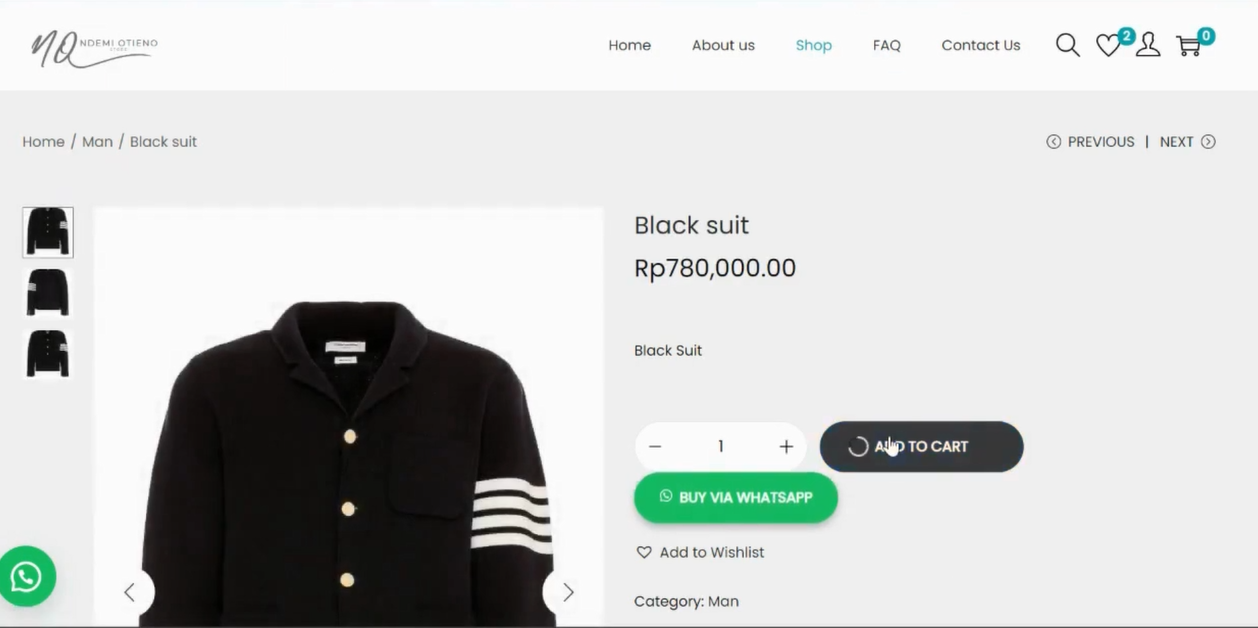 NDEMI OTIENO
Home About us Shop FAQ Contact Us 2 0
Home / Man / Black suit
PREVIOUS | NEXT
Black suit
Rp780,000.00
Black Suit
− 1 + ADD TO CART
BUY VIA WHATSAPP
Add to Wishlist
Category: Man